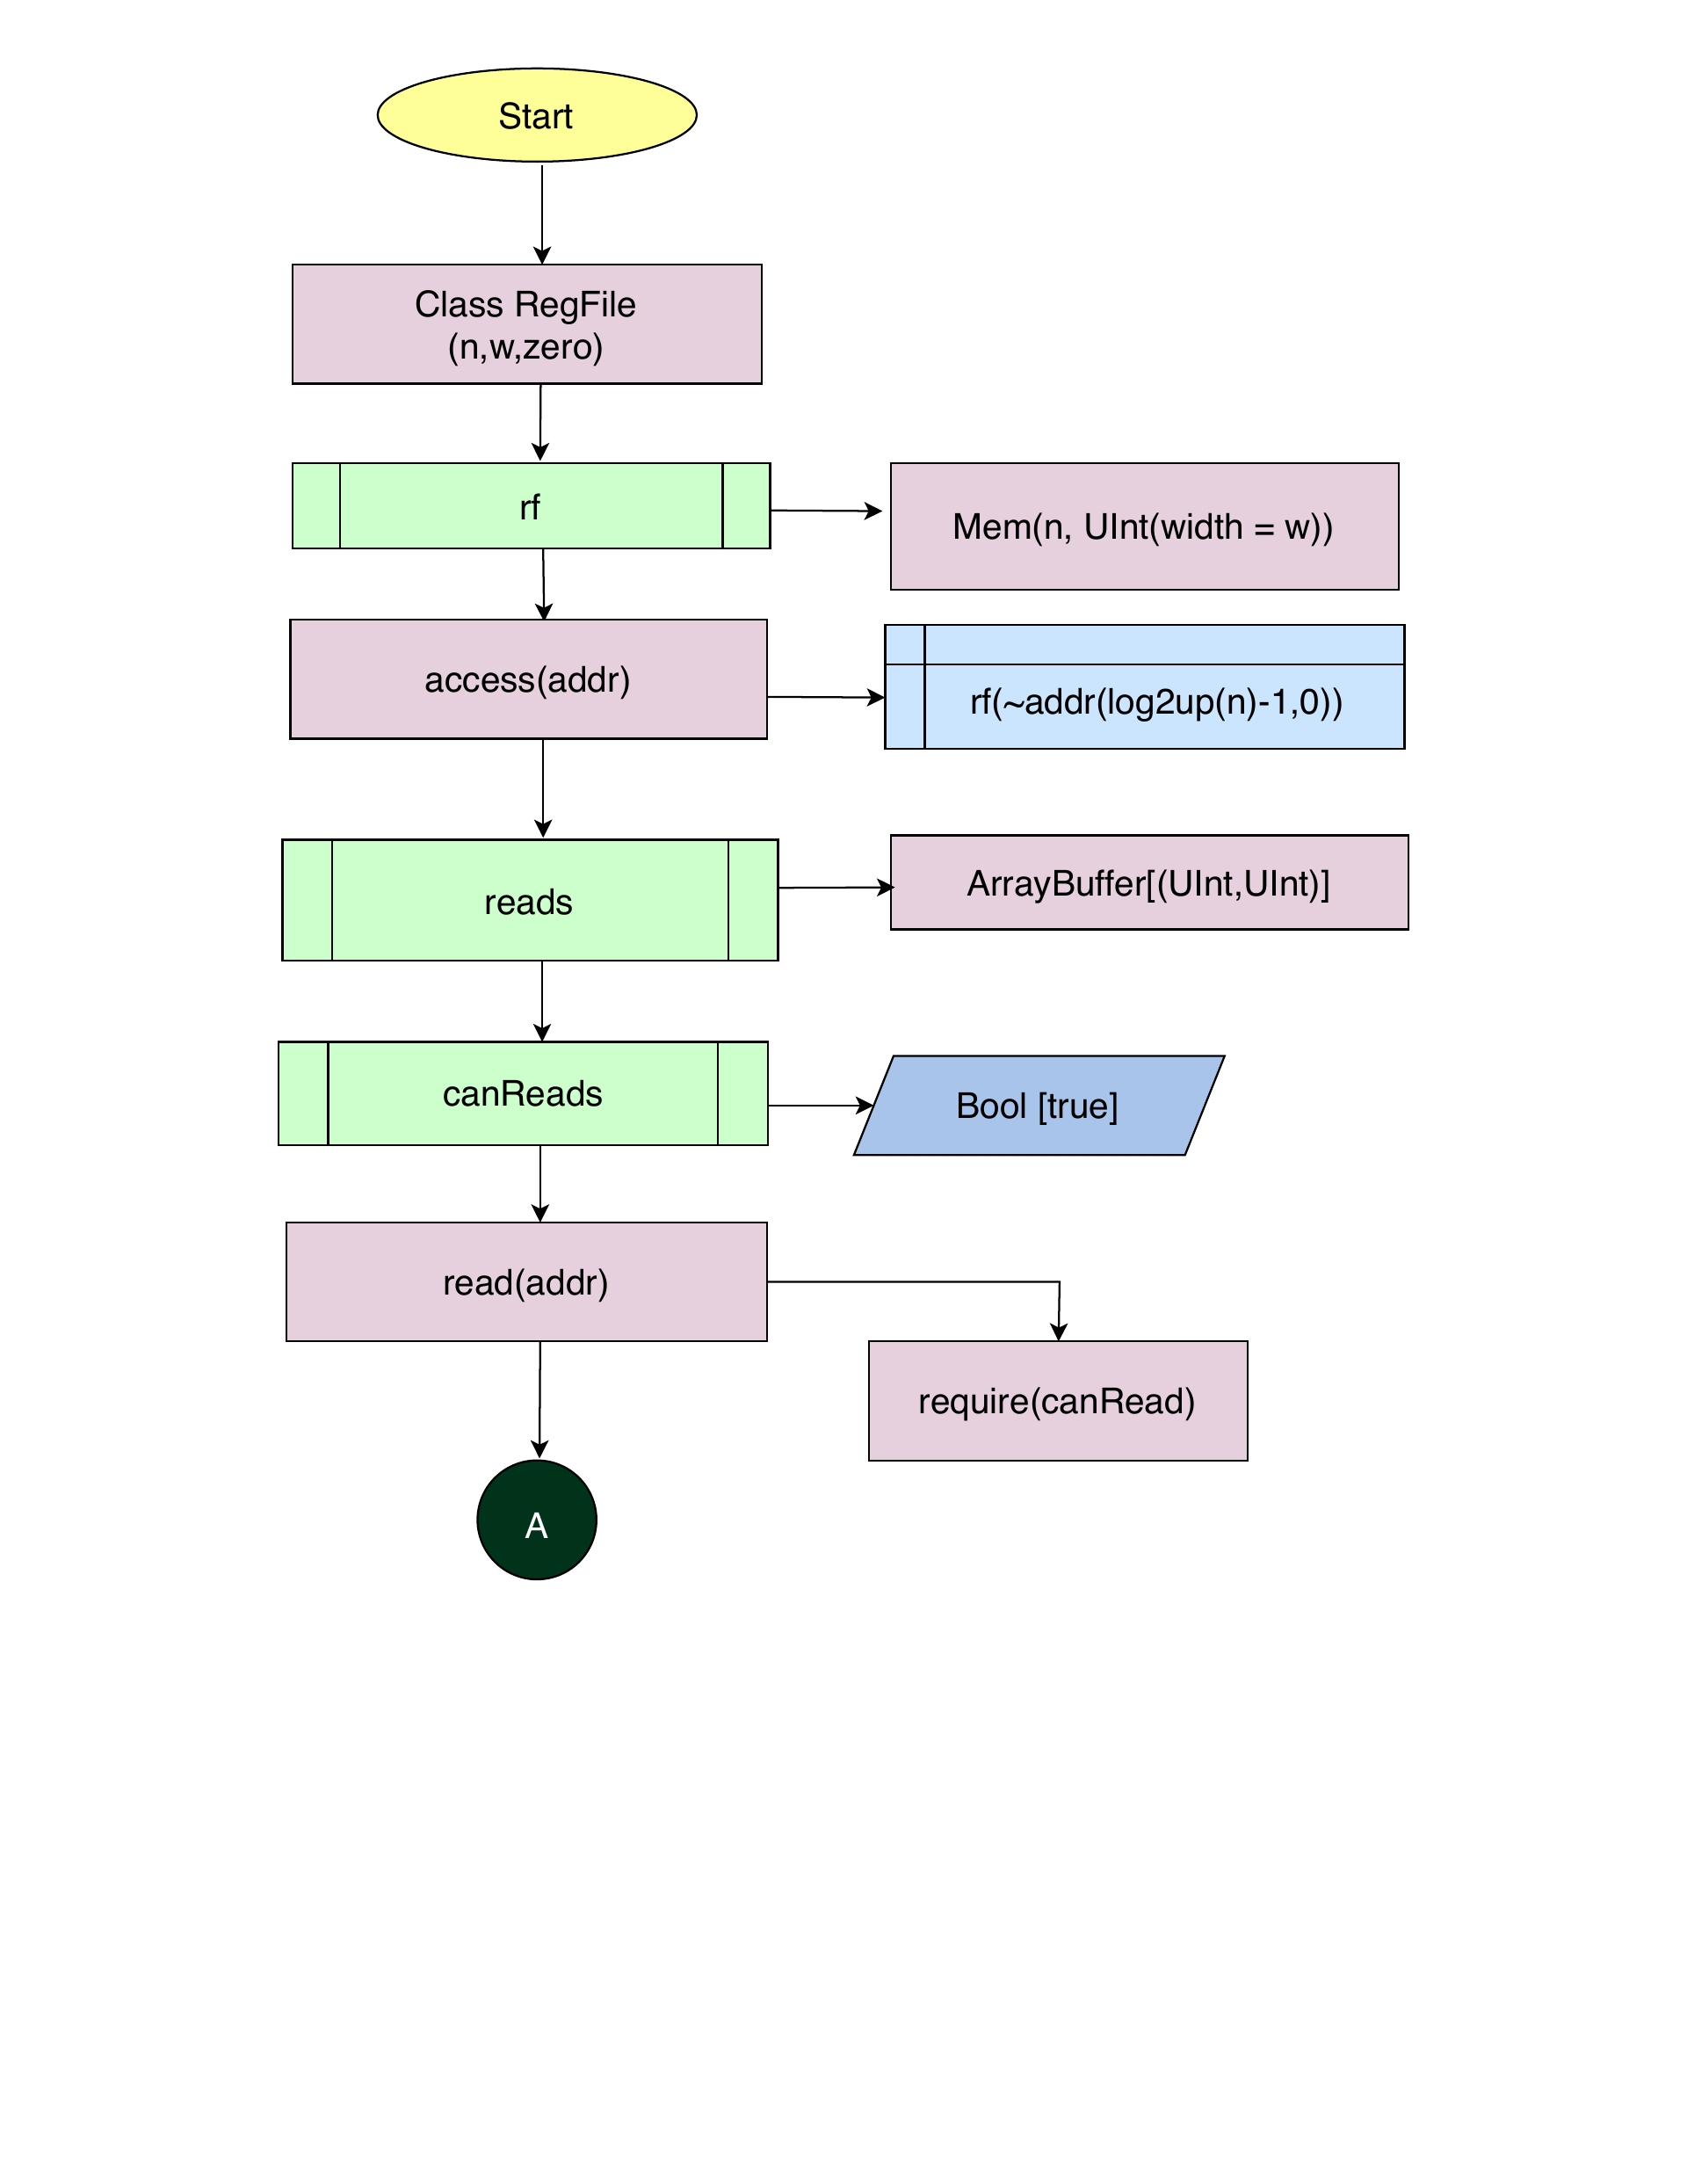 Start
Class RegFile
(n,w,zero)
rf
Mem(n, UInt(width = w))
access(addr)
rf(~addr(log2up(n)-1,0))
reads
ArrayBuffer[(UInt,UInt)]
canReads
Bool [true]
read(addr)
require(canRead)
A